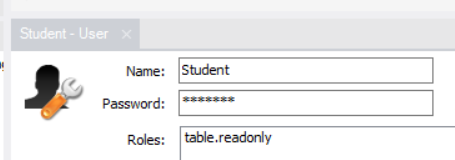 Student - User
Name: Student
Password: *******
Roles: table.readonly